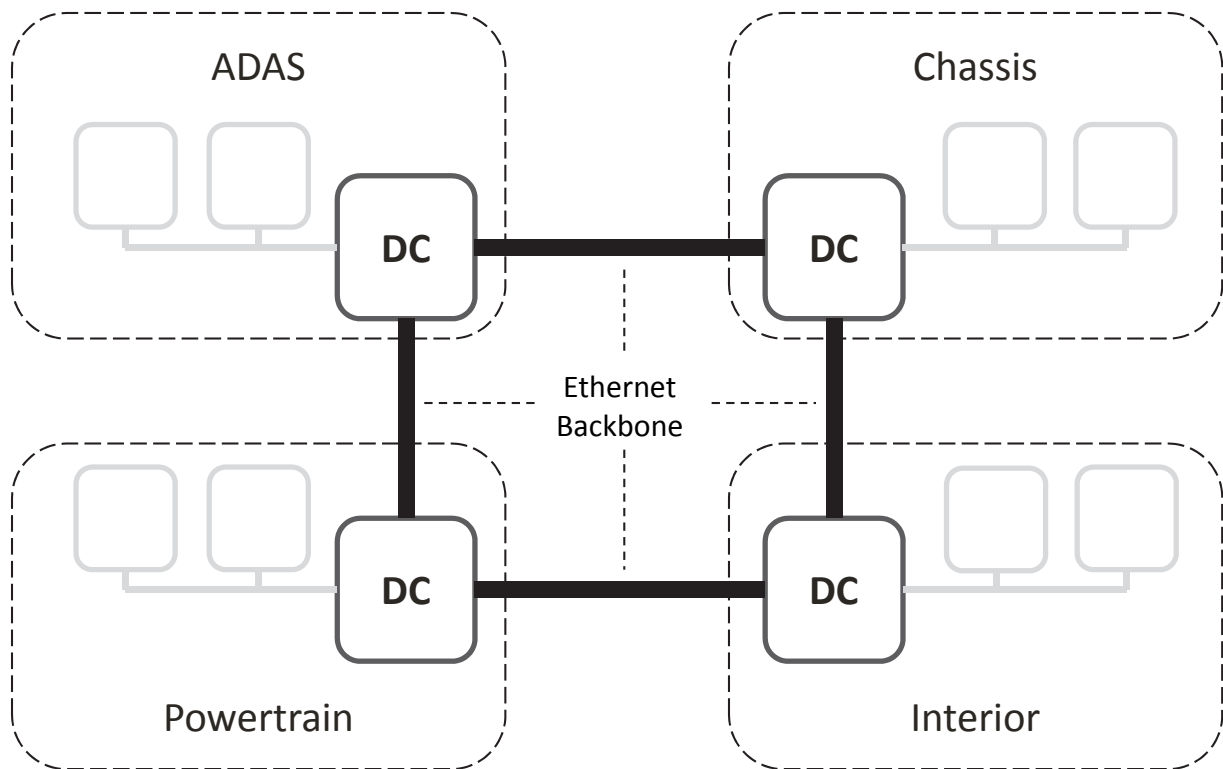 ADAS
Chassis
DC
DC
Ethernet
Backbone
DC
DC
Powertrain
Interior